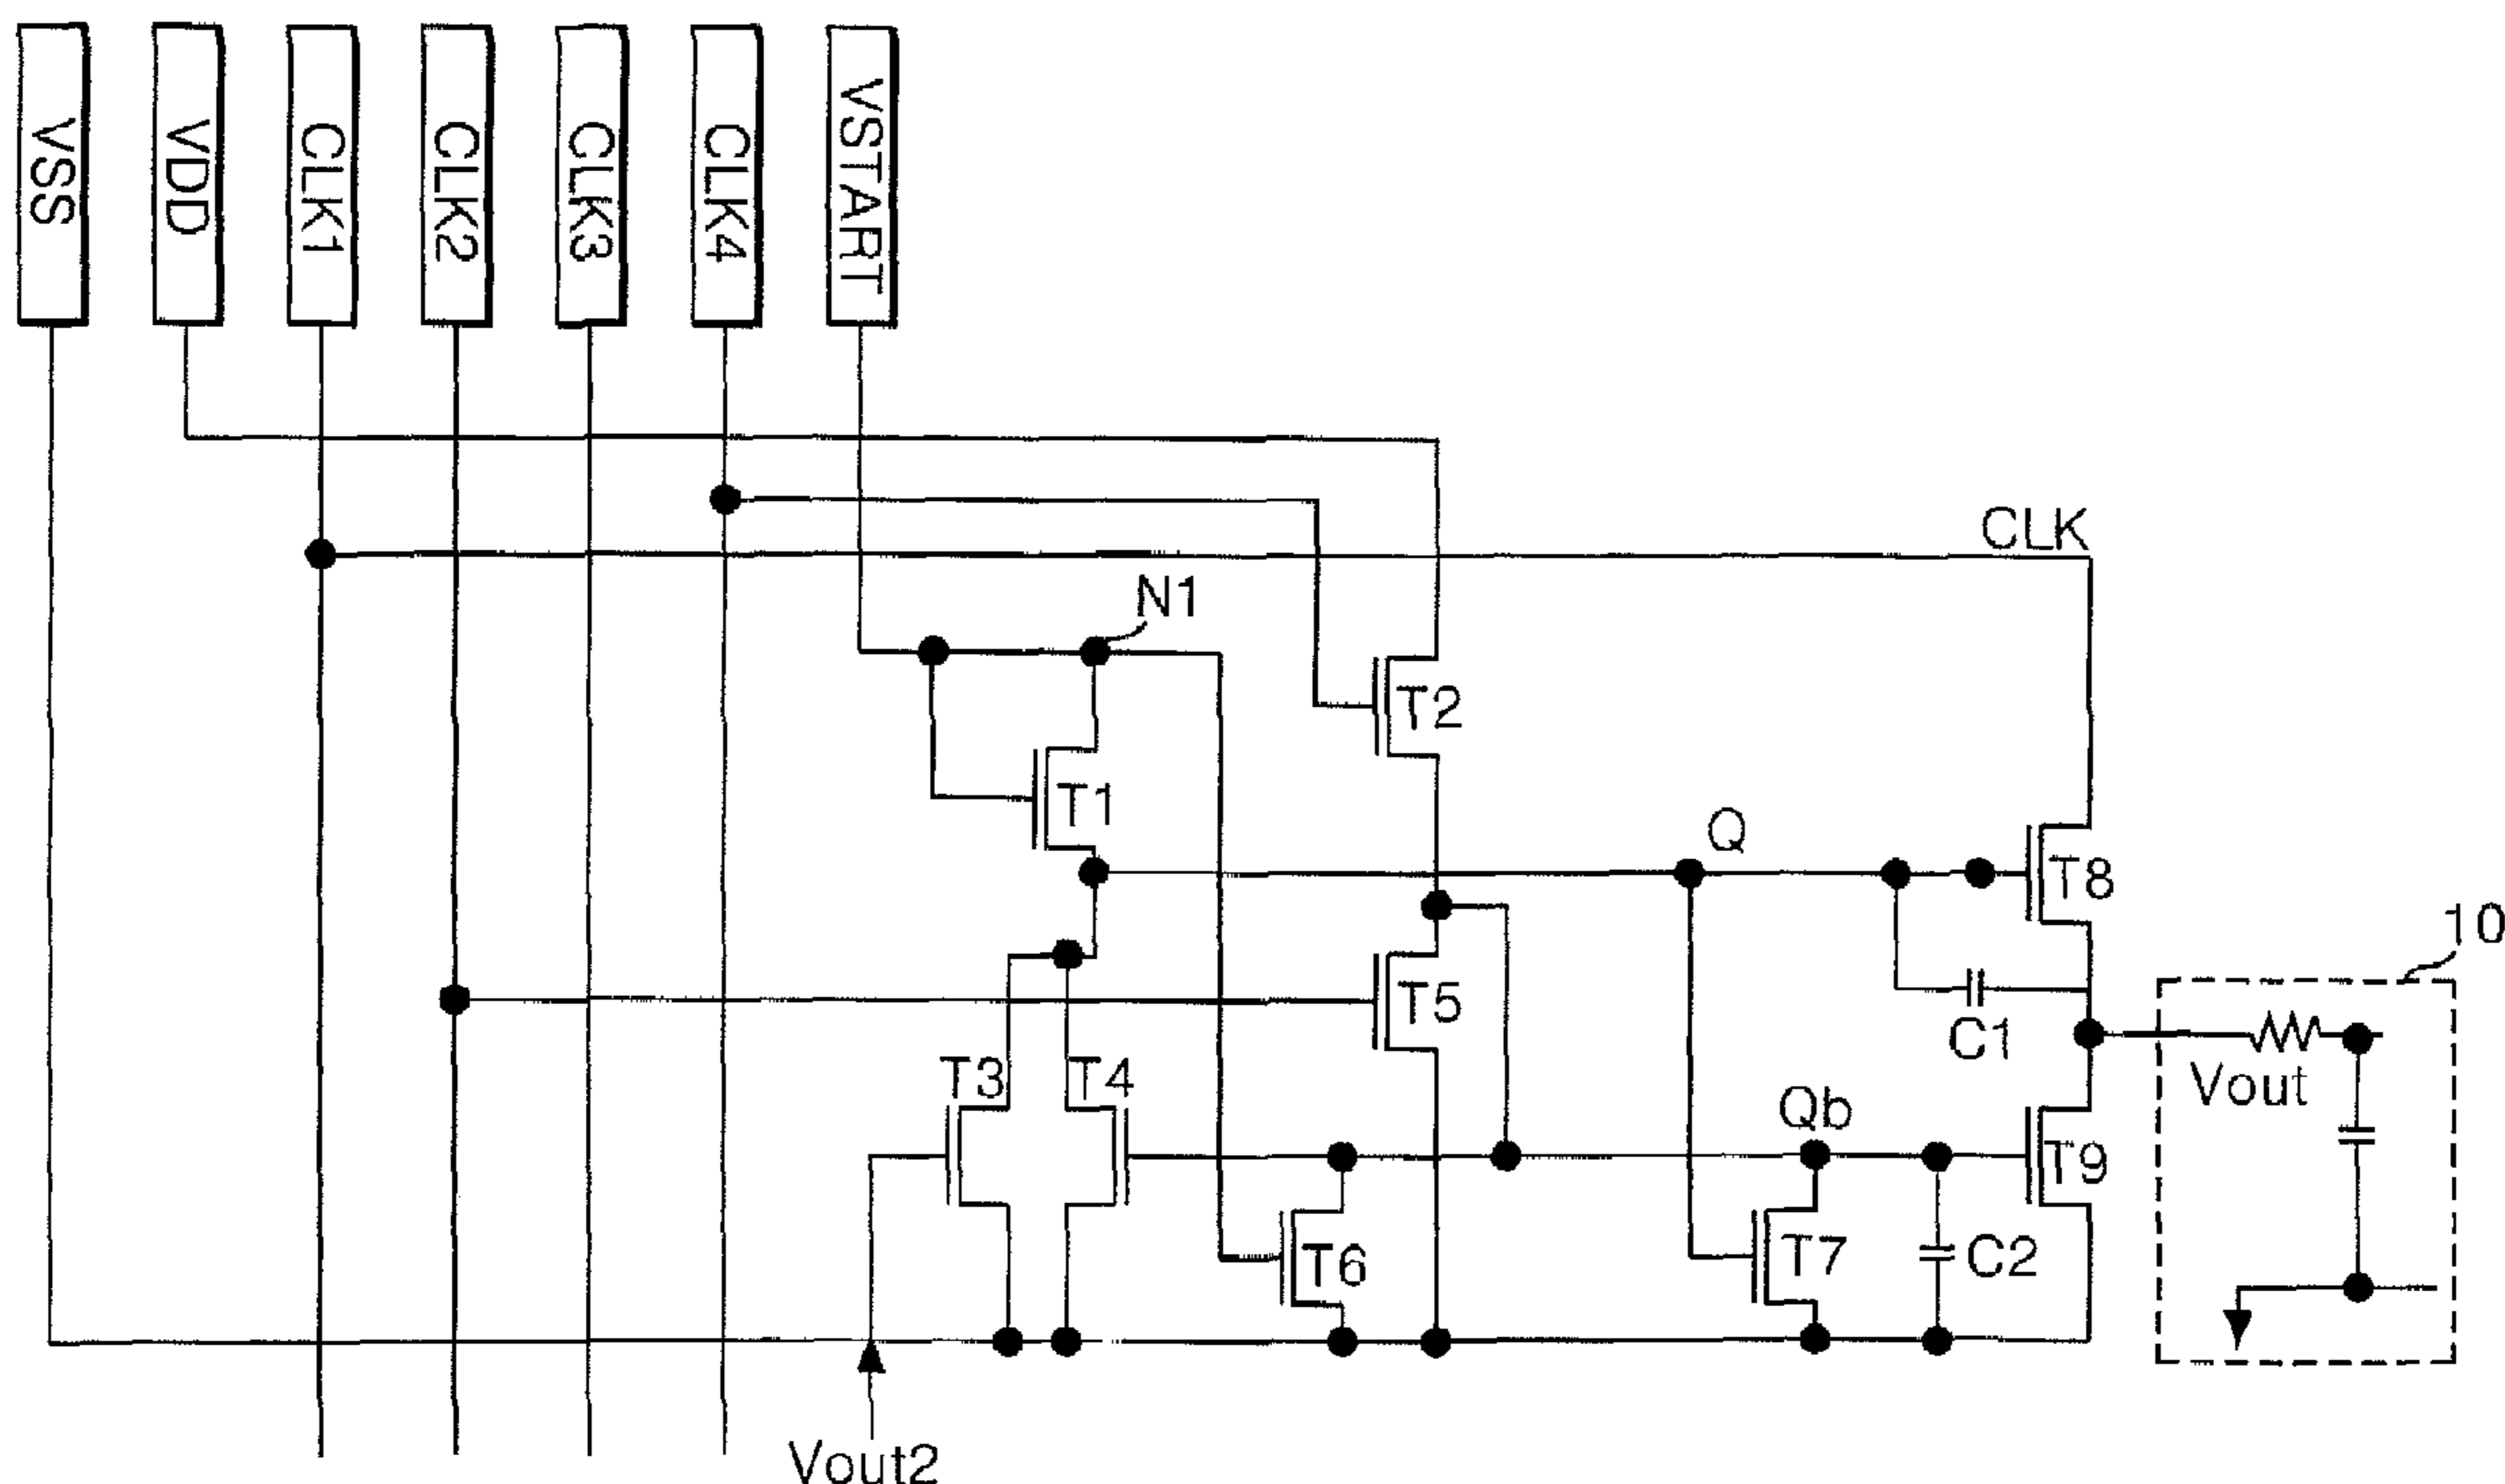 VSS
VDD
CLK1
CLK2
CLK3
CLK4
VSTART
CLK
N1
T2
T1
Q
T8
10
T5
C1
Vout
T3
T4
Qb
T9
T6
T7
C2
Vout2